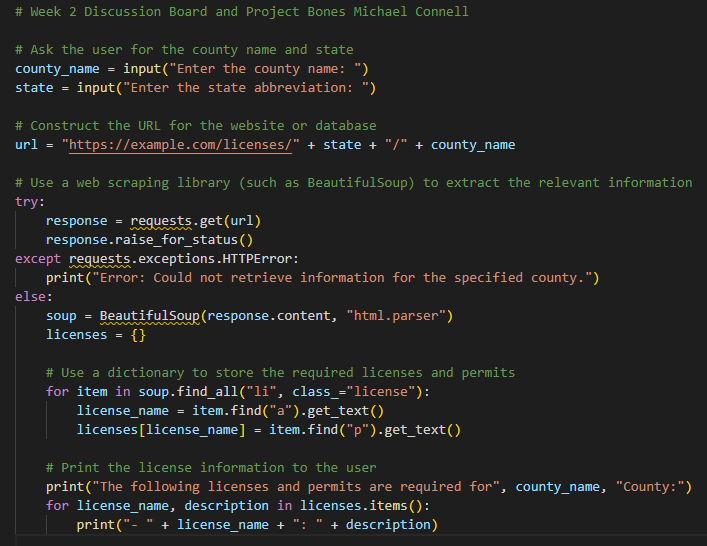 # Week 2 Discussion Board and Project Bones Michael Connell

# Ask the user for the county name and state
county_name = input("Enter the county name: ")
state = input("Enter the state abbreviation: ")

# Construct the URL for the website or database
url = "https://example.com/licenses/" + state + "/" + county_name

# Use a web scraping library (such as BeautifulSoup) to extract the relevant information
try:
    response = requests.get(url)
    response.raise_for_status()
except requests.exceptions.HTTPError:
    print("Error: Could not retrieve information for the specified county.")
else:
    soup = BeautifulSoup(response.content, "html.parser")
    licenses = {}

    # Use a dictionary to store the required licenses and permits
    for item in soup.find_all("li", class_="license"):
        license_name = item.find("a").get_text()
        licenses[license_name] = item.find("p").get_text()

    # Print the license information to the user
    print("The following licenses and permits are required for", county_name, "County:")
    for license_name, description in licenses.items():
        print("- " + license_name + ": " + description)